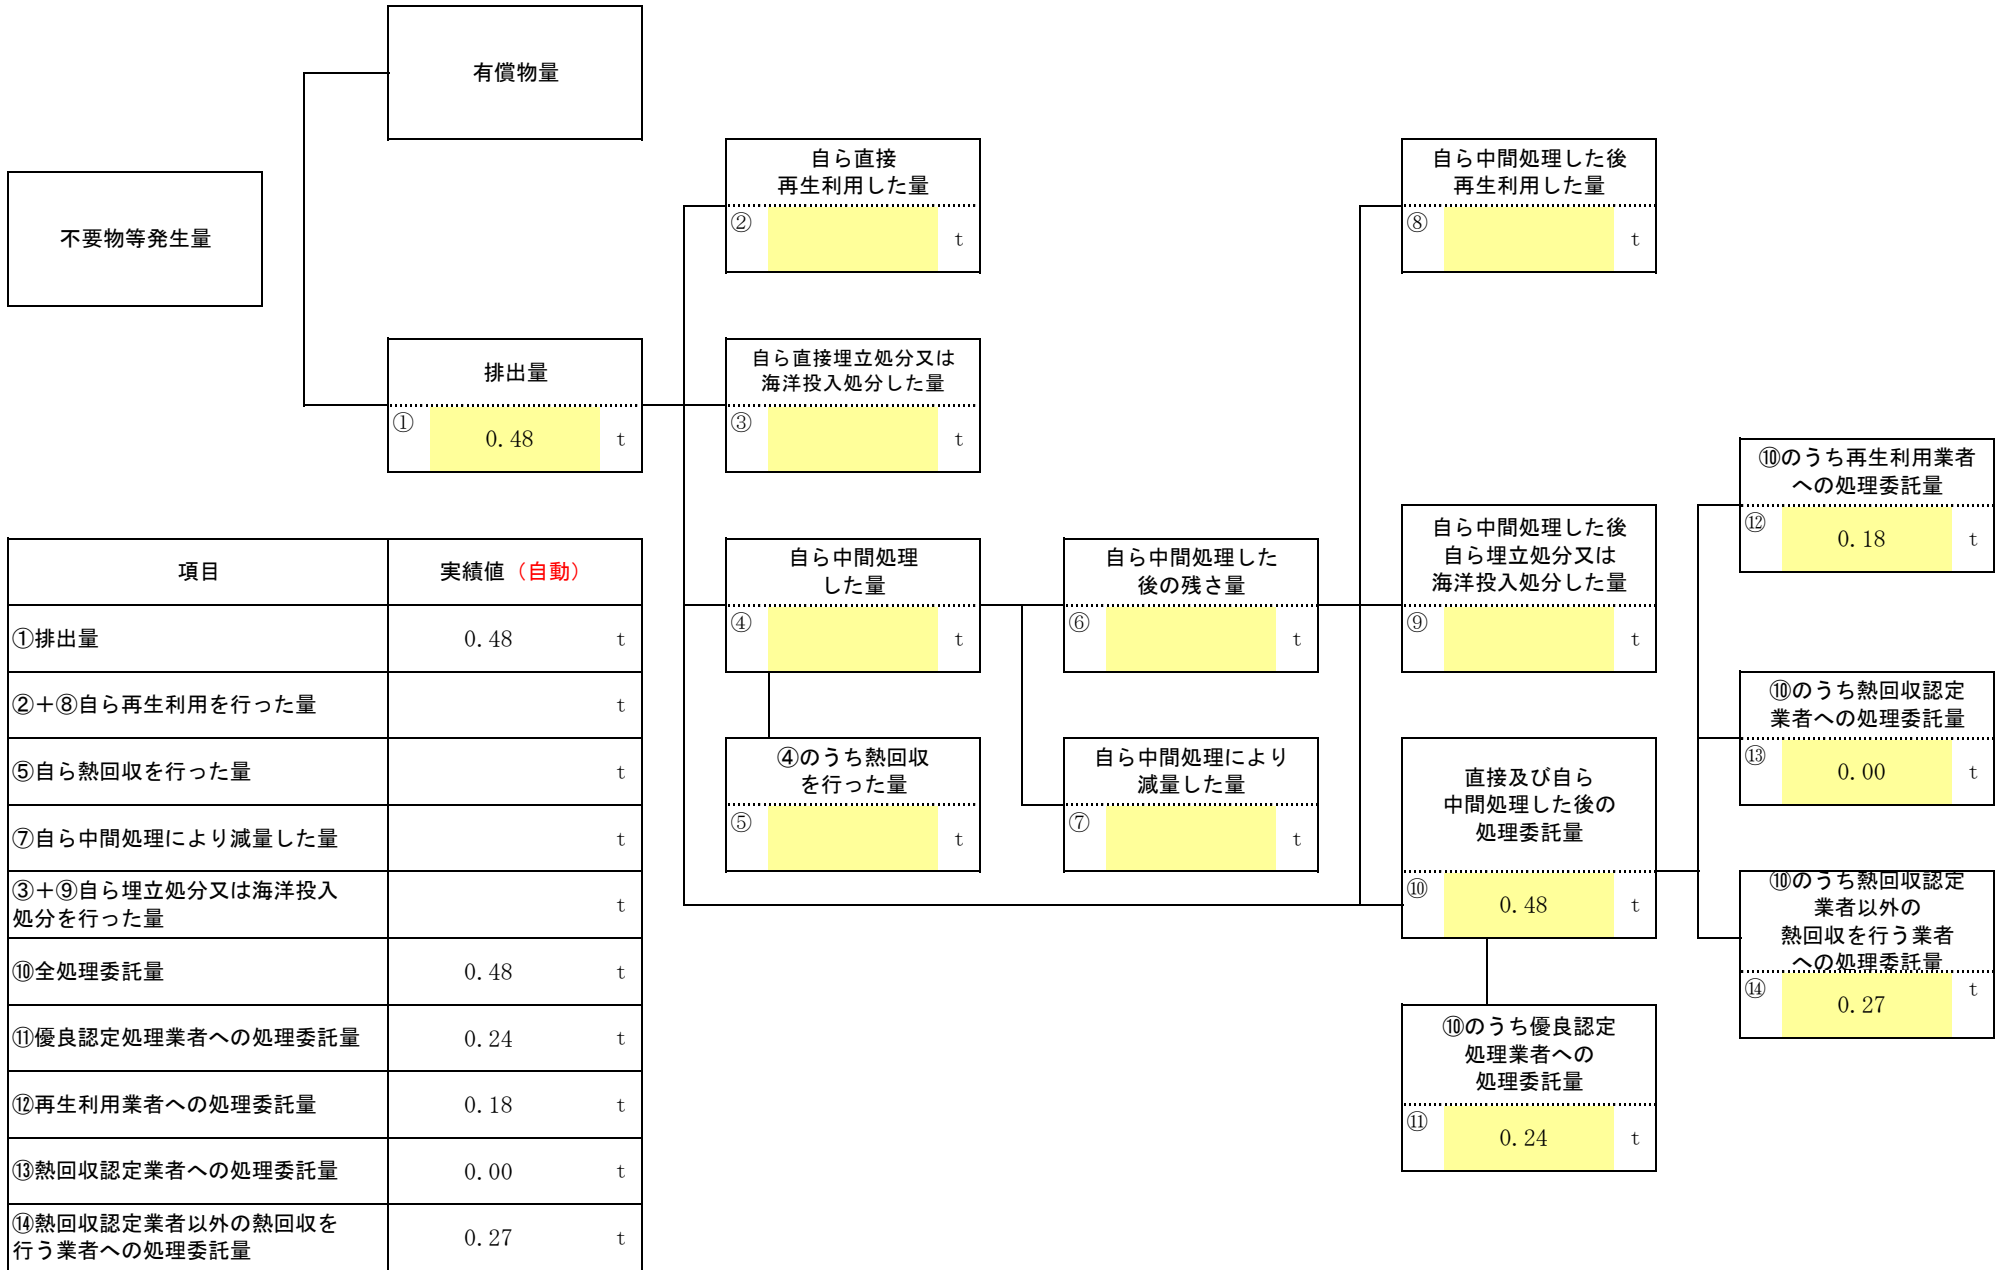 有償物量
不要物等発生量
自ら直接
再生利用した量
② t
自ら中間処理した後
再生利用した量
⑧ t
排出量
① 0.48 t
自ら直接埋立処分又は
海洋投入処分した量
③ t
⑩のうち再生利用業者
への処理委託量
⑫ 0.18 t
自ら中間処理
した量
④ t
自ら中間処理した
後の残さ量
⑥ t
自ら中間処理した後
自ら埋立処分又は
海洋投入処分した量
⑨ t
⑩のうち熱回収認定
業者への処理委託量
⑬ 0.00 t
④のうち熱回収
を行った量
⑤ t
自ら中間処理により
減量した量
⑦ t
直接及び自ら
中間処理した後の
処理委託量
⑩ 0.48 t
⑩のうち熱回収認定
業者以外の
熱回収を行う業者
への処理委託量
⑭ 0.27 t
⑩のうち優良認定
処理業者への
処理委託量
⑪ 0.24 t
項目 実績値（自動）
①排出量 0.48 t
②＋⑧自ら再生利用を行った量 t
⑤自ら熱回収を行った量 t
⑦自ら中間処理により減量した量 t
③＋⑨自ら埋立処分又は海洋投入
処分を行った量 t
⑩全処理委託量 0.48 t
⑪優良認定処理業者への処理委託量 0.24 t
⑫再生利用業者への処理委託量 0.18 t
⑬熱回収認定業者への処理委託量 0.00 t
⑭熱回収認定業者以外の熱回収を
行う業者への処理委託量 0.27 t